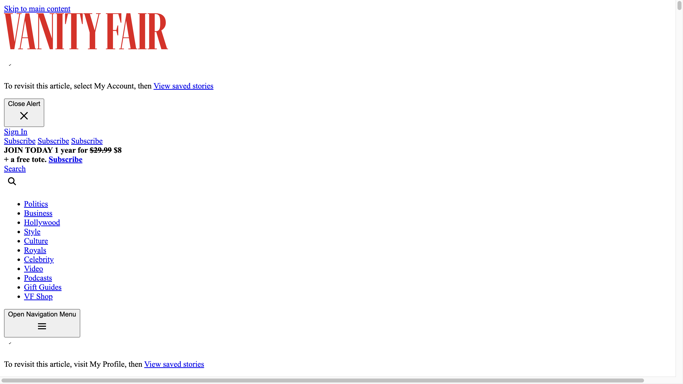 Skip to main content
VANITY FAIR
To revisit this article, select My Account, then View saved stories
Close Alert
Sign In
Subscribe Subscribe Subscribe
JOIN TODAY 1 year for $29.99 $8
+ a free tote. Subscribe
Search
Politics
Business
Hollywood
Style
Culture
Royals
Celebrity
Video
Podcasts
Gift Guides
VF Shop
Open Navigation Menu
To revisit this article, visit My Profile, then View saved stories